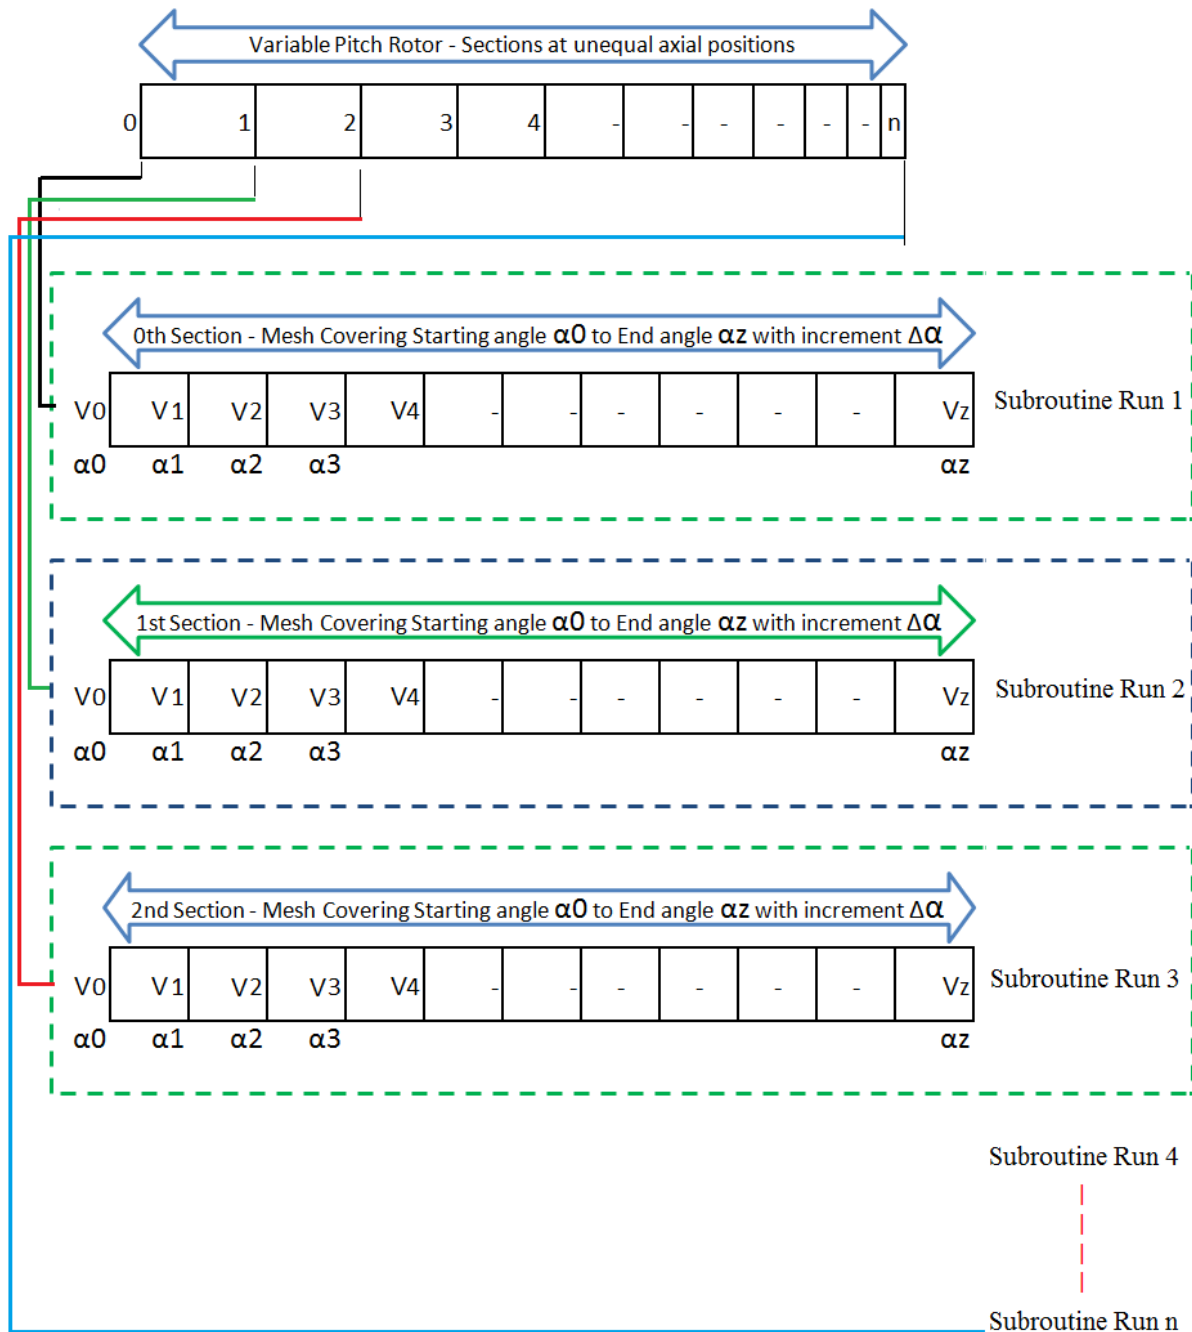 Variable Pitch Rotor - Sections at unequal axial positions
0 1 2 3 4 - - - - - - n
0th Section - Mesh Covering Starting angle α0 to End angle αz with increment Δα
V0 V1 V2 V3 V4 - - - - - - Vz
α0 α1 α2 α3 αz
Subroutine Run 1
1st Section - Mesh Covering Starting angle α0 to End angle αz with increment Δα
V0 V1 V2 V3 V4 - - - - - - Vz
α0 α1 α2 α3 αz
Subroutine Run 2
2nd Section - Mesh Covering Starting angle α0 to End angle αz with increment Δα
V0 V1 V2 V3 V4 - - - - - - Vz
α0 α1 α2 α3 αz
Subroutine Run 3
Subroutine Run 4
Subroutine Run n